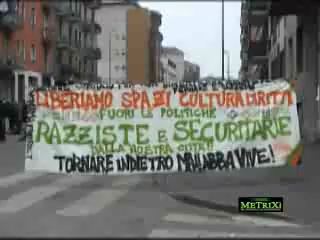 LIBERIAMO SPAZI CULTURA DIRITTI
FUORI LE POLITICHE
RAZZISTE E SECURITARIE
DALLA NOSTRA CITTÀ!
TORNARE INDIETRO MAI ABBA VIVE!
METRIXI